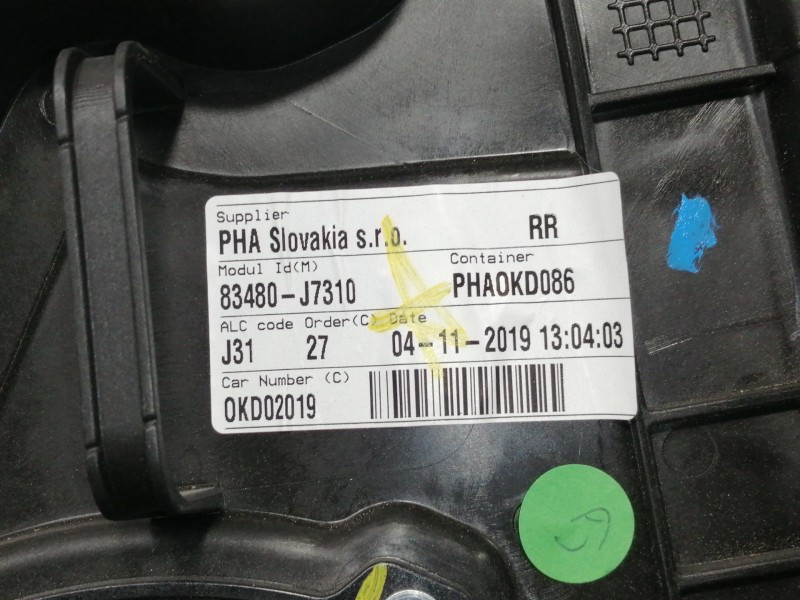 Supplier
PHA Slovakia s.r.o. RR
Modul Id(M) Container
83480-J7310 PHAOKD086
ALC code Order(C) Date
J31 27 04-11-2019 13:04:03
Car Number (C)
OKD02019